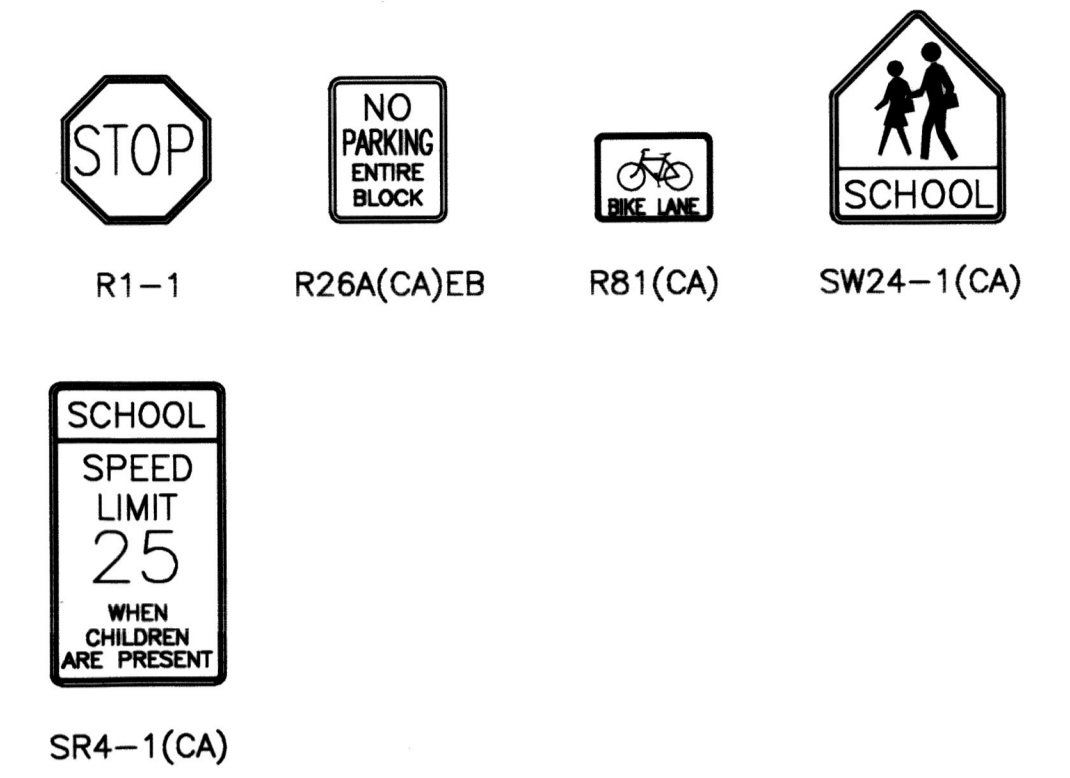 STOP
R1-1
NO
PARKING
ENTIRE
BLOCK
R26A(CA)EB
BIKE LANE
R81(CA)
SCHOOL
SW24-1(CA)
SCHOOL
SPEED
LIMIT
25
WHEN
CHILDREN
ARE PRESENT
SR4-1(CA)